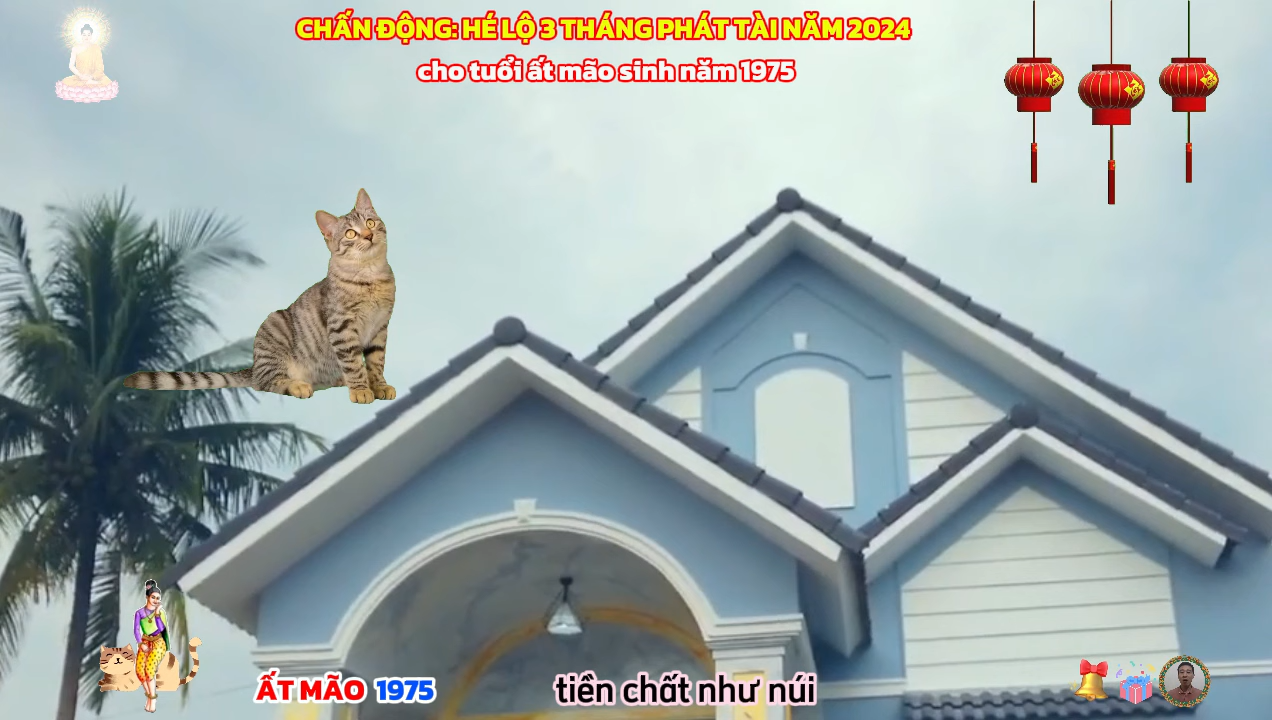 CHẤN ĐỘNG: HÉ LỘ 3 THÁNG PHÁT TÀI NĂM 2024
cho tuổi ất mão sinh năm 1975
ẤT MÃO 1975
tiền chất như núi